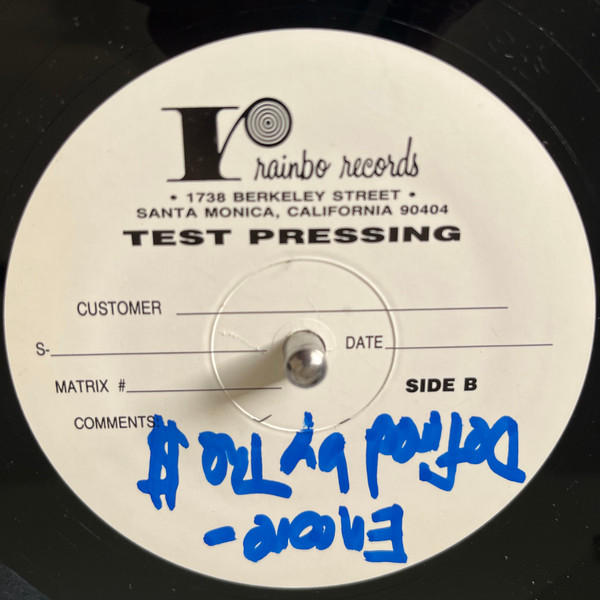 r rainbo records
• 1738 BERKELEY STREET •
SANTA MONICA, CALIFORNIA 90404
TEST PRESSING
CUSTOMER
S- DATE
MATRIX # SIDE B
COMMENTS:
Encore -
Defined by The $